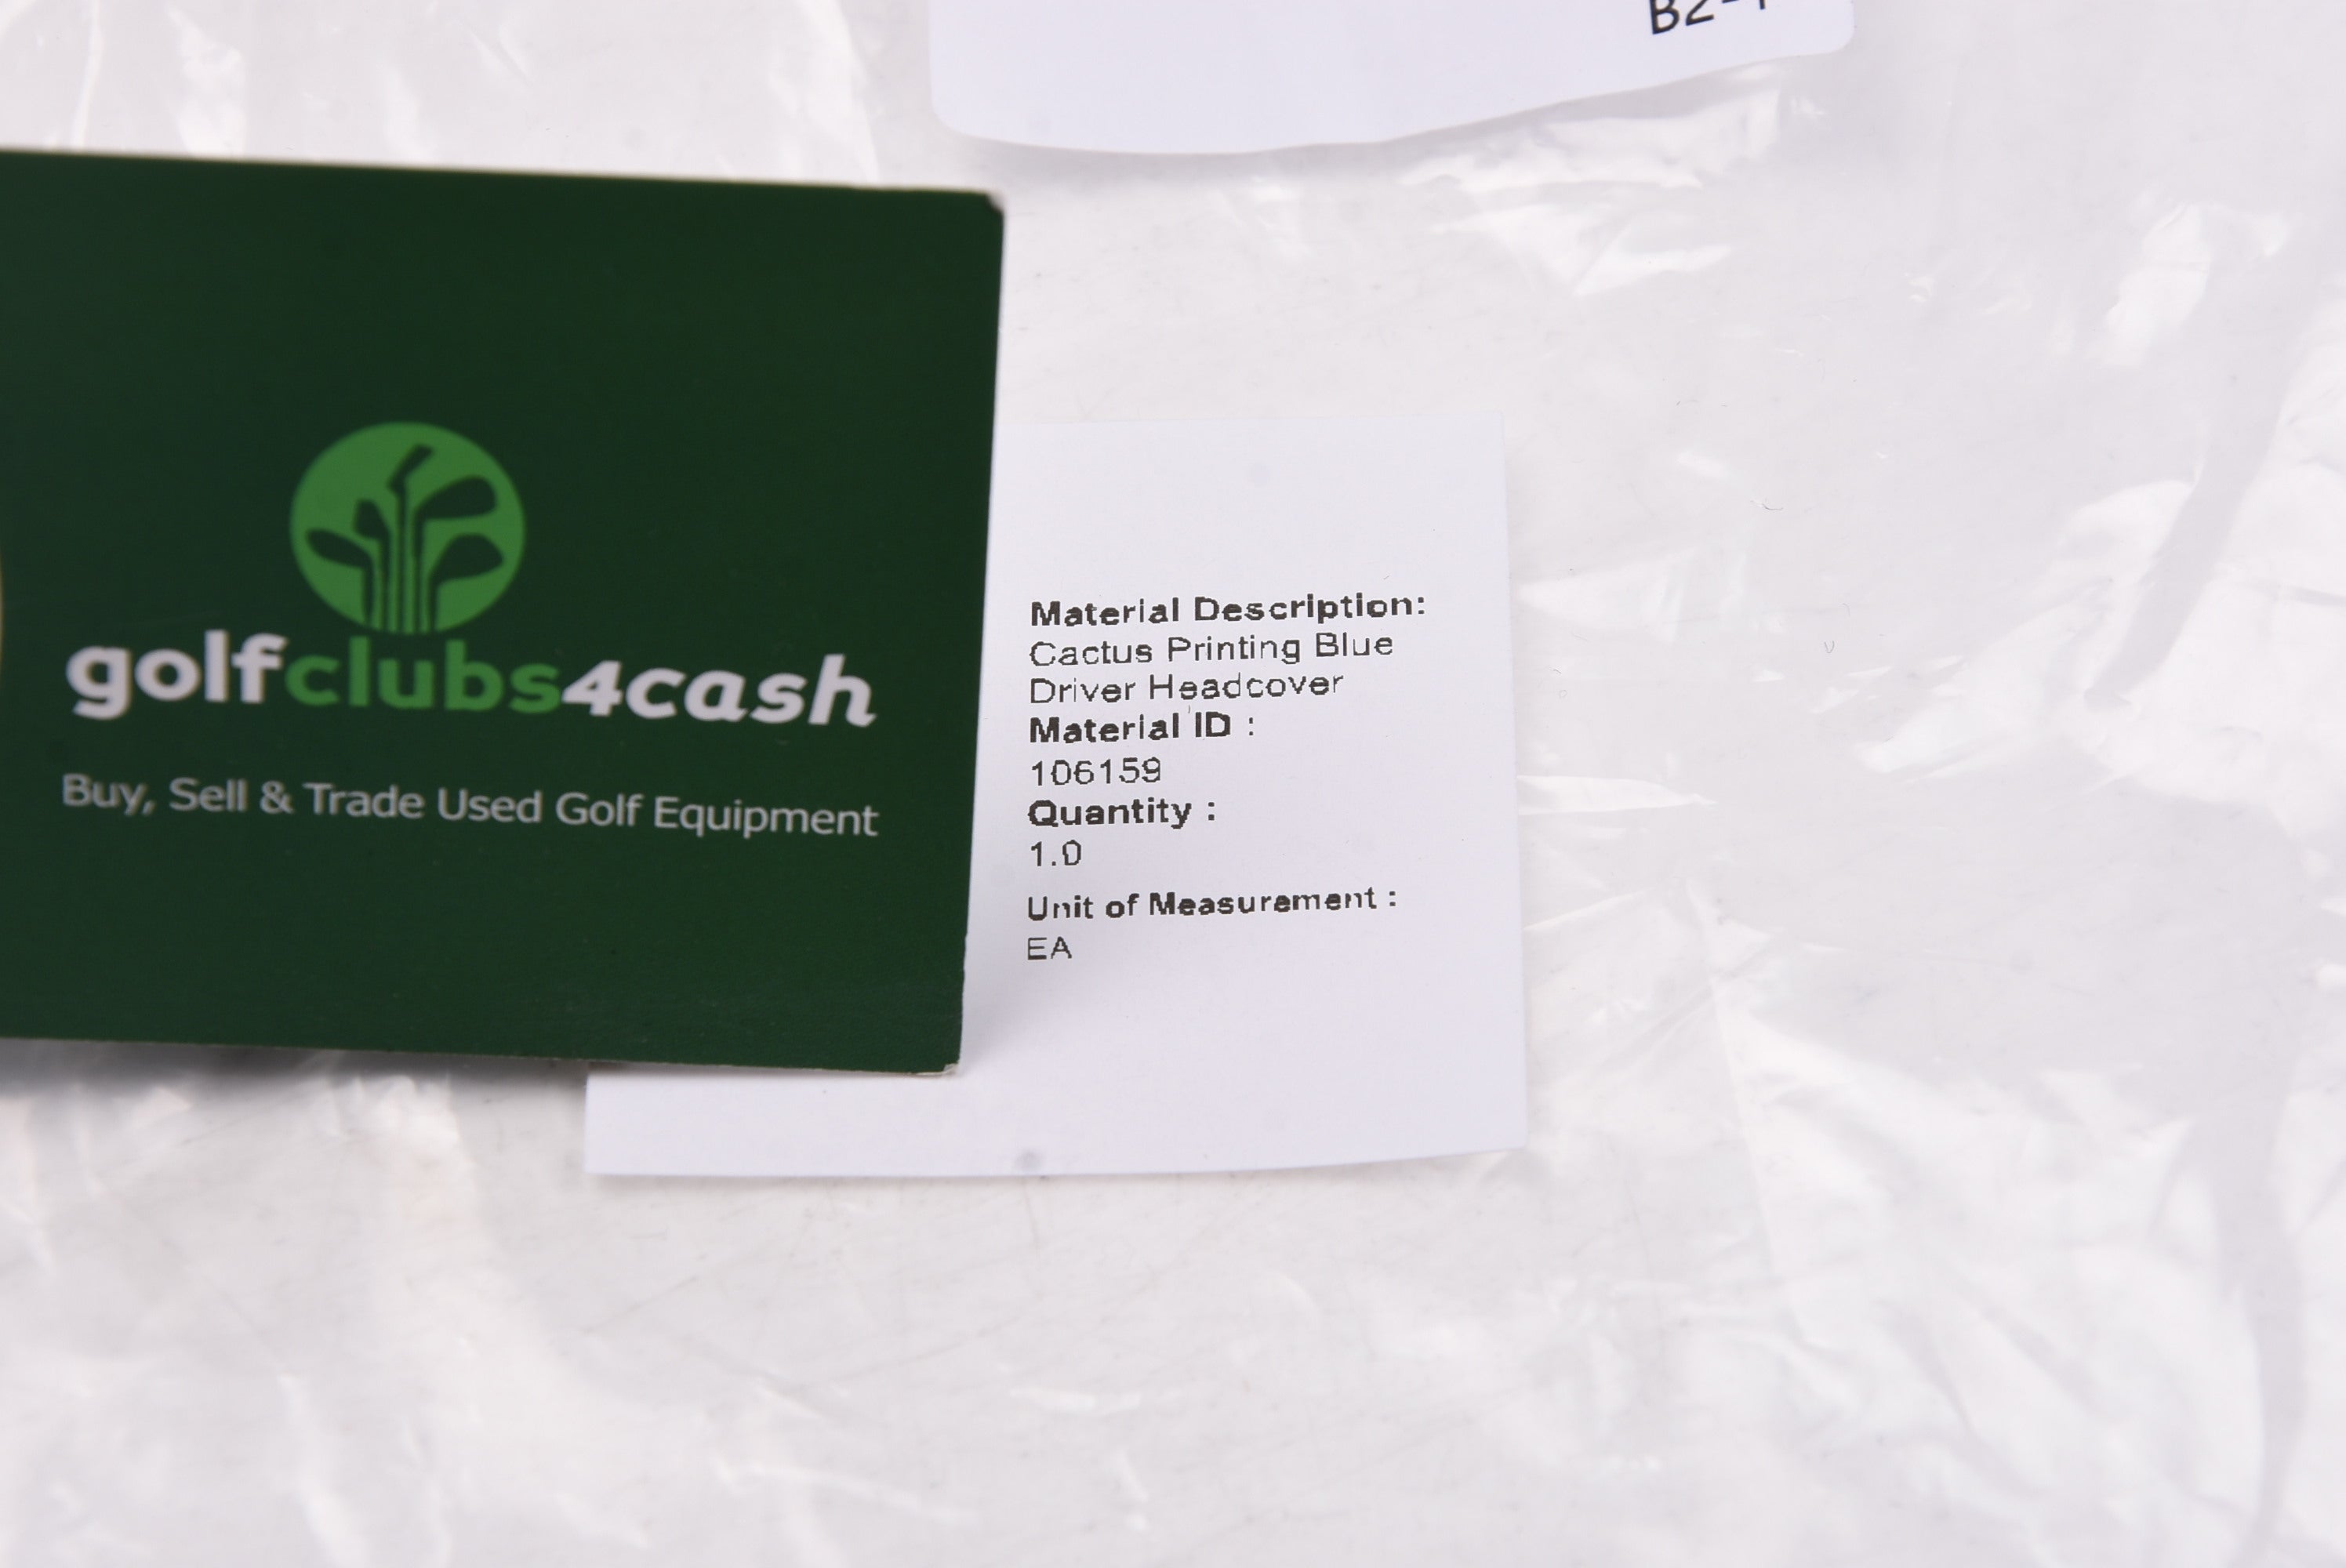 golfclubs4cash
Buy, Sell & Trade Used Golf Equipment
Material Description:
Cactus Printing Blue
Driver Headcover
Material ID :
106159
Quantity :
1.0
Unit of Measurement :
EA